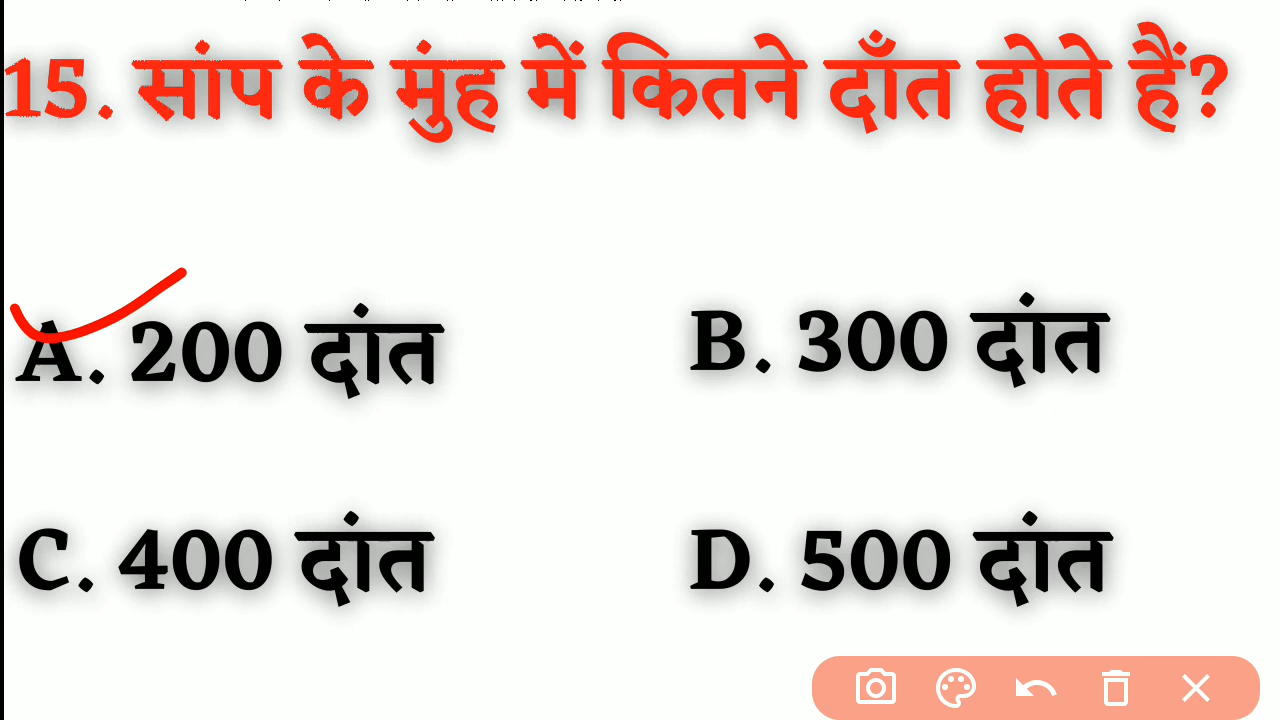 15. सांप के मुंह में कितने दाँत होते हैं?
A. 200 दांत
B. 300 दांत
C. 400 दांत
D. 500 दांत